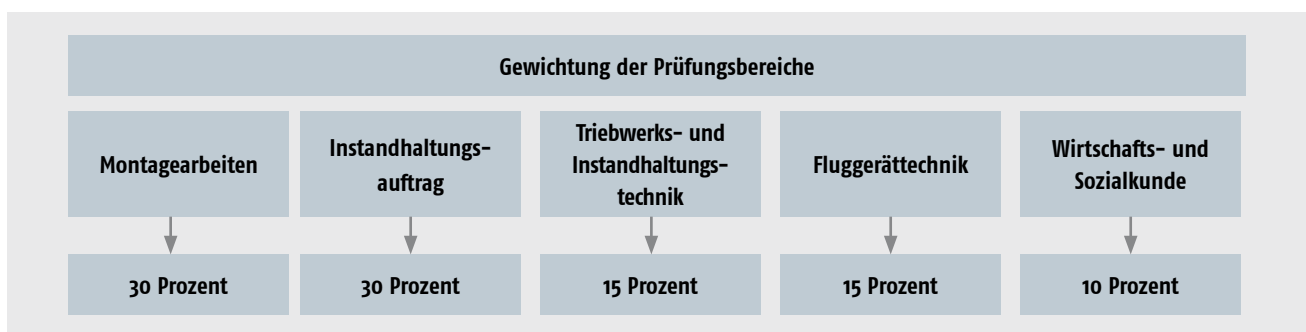 Gewichtung der Prüfungsbereiche
Montagearbeiten
Instandhaltungs-
auftrag
Triebwerks- und
Instandhaltungs-
technik
Fluggerättechnik
Wirtschafts- und
Sozialkunde
30 Prozent
30 Prozent
15 Prozent
15 Prozent
10 Prozent